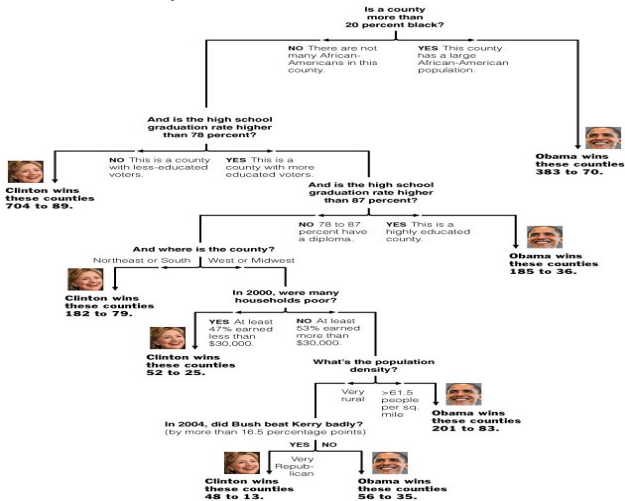 Is a county
more than
20 percent black?
NO There are not
many African-
Americans in this
county.
YES This county
has a large
African-American
population.
And is the high school
graduation rate higher
than 78 percent?
Obama wins
these counties
383 to 70.
NO This is a county
with less-educated
voters.
YES This is a
county with more
educated voters.
Clinton wins
these counties
704 to 89.
And is the high school
graduation rate higher
than 87 percent?
NO 78 to 87
percent have
a diploma.
YES This is a
highly educated
county.
Obama wins
these counties
185 to 36.
And where is the county?
Northeast or South
West or Midwest
Clinton wins
these counties
182 to 79.
In 2000, were many
households poor?
YES At least
47% earned
less than
$30,000.
NO At least
53% earned
more than
$30,000.
Clinton wins
these counties
52 to 25.
What's the population
density?
Very
rural
>61.5
people
per sq.
mile
Obama wins
these counties
201 to 83.
In 2004, did Bush beat Kerry badly?
(by more than 16.5 percentage points)
YES
NO
Very
Repub-
lican
Clinton wins
these counties
48 to 13.
Obama wins
these counties
56 to 35.